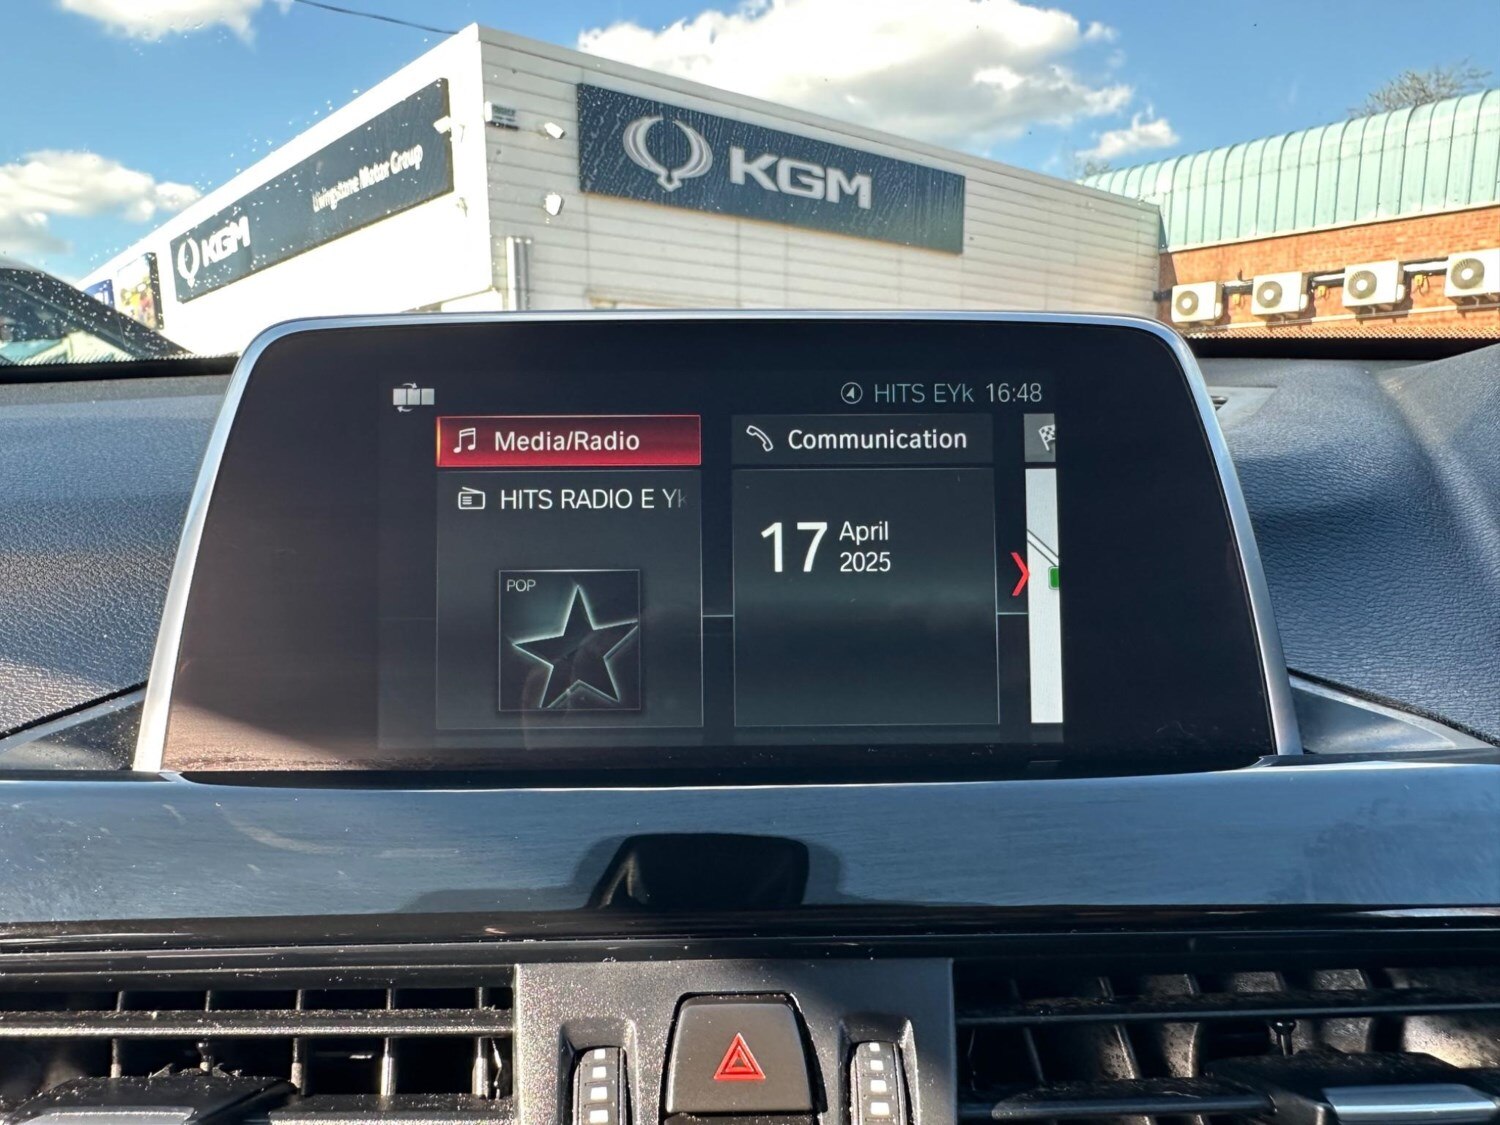 KGM
Livingstone Motor Group
KGM
HITS EYk 16:48
Media/Radio
Communication
HITS RADIO E Yk
POP
17 April
2025